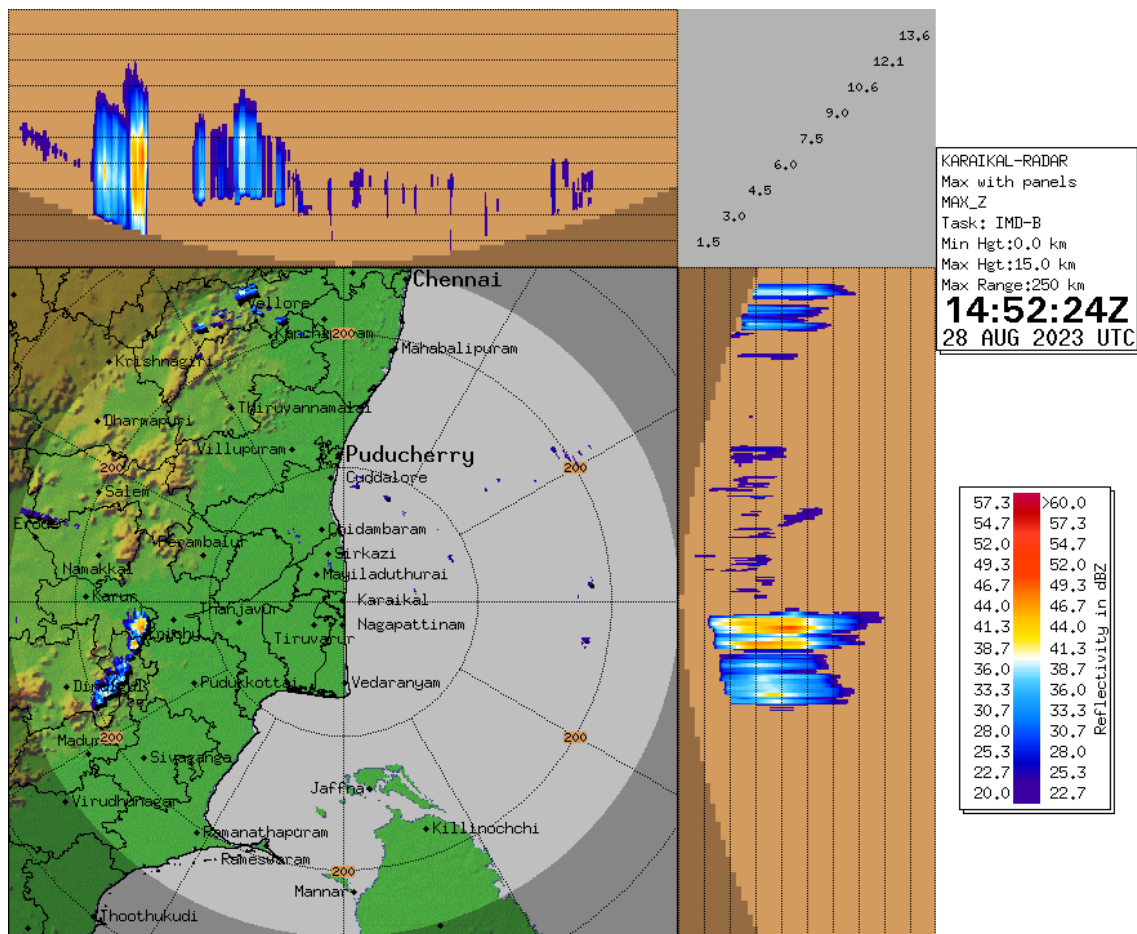 13.6
12.1
10.6
9.0
7.5
6.0
4.5
3.0
1.5
KARAIKAL-RADAR
Max with panels
MAX_Z
Task: IMD-B
Min Hgt:0.0 km
Max Hgt:15.0 km
Max Range:250 km
14:52:24Z
28 AUG 2023 UTC
Chennai
Vellore
200
Mahabalipuram
Krishnagiri
Thiruvannamalai
Dharmapuri
Villupuram
Puducherry
200
200
Cuddalore
Salem
Erode
Chidambaram
Perambalur
Sirkazi
Namakkal
Mayiladuthurai
Karur
Karaikal
Thanjavur
Nagapattinam
Tiruvarur
Pudukkottai
Vedaranyam
200
200
Sivaganga
Jaffna
Virudhunagar
Killinochchi
Ramanathapuram
Rameswaram
200
Mannar
Thoothukudi
57.3 >60.0
54.7 57.3
52.0 54.7
49.3 52.0
46.7 49.3
44.0 46.7
41.3 44.0
38.7 41.3
36.0 38.7
33.3 36.0
30.7 33.3
28.0 30.7
25.3 28.0
22.7 25.3
20.0 22.7
Reflectivity in dBZ